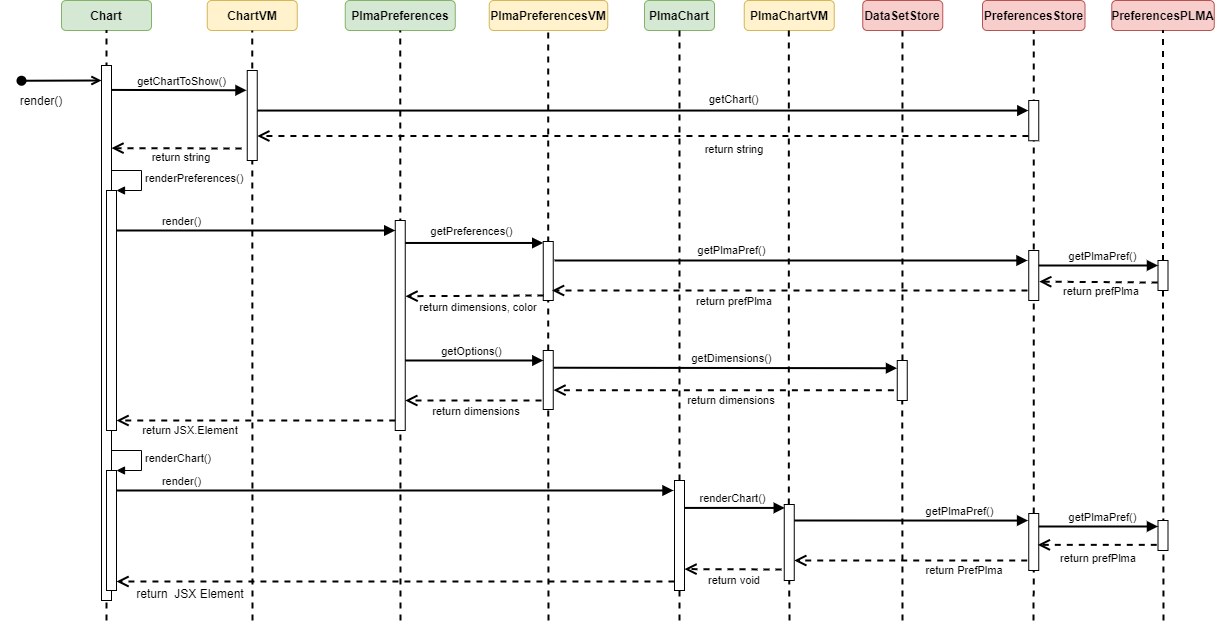 Chart
ChartVM
PlmaPreferences
PlmaPreferencesVM
PlmaChart
PlmaChartVM
DataSetStore
PreferencesStore
PreferencesPLMA
render()
getChartToShow()
getChart()
return string
return string
renderPreferences()
render()
getPreferences()
getPlmaPref()
getPlmaPref()
return prefPlma
return prefPlma
return dimensions, color
getOptions()
getDimensions()
return dimensions
return dimensions
return JSX.Element
renderChart()
render()
renderChart()
getPlmaPref()
getPlmaPref()
return prefPlma
return PrefPlma
return void
return JSX Element